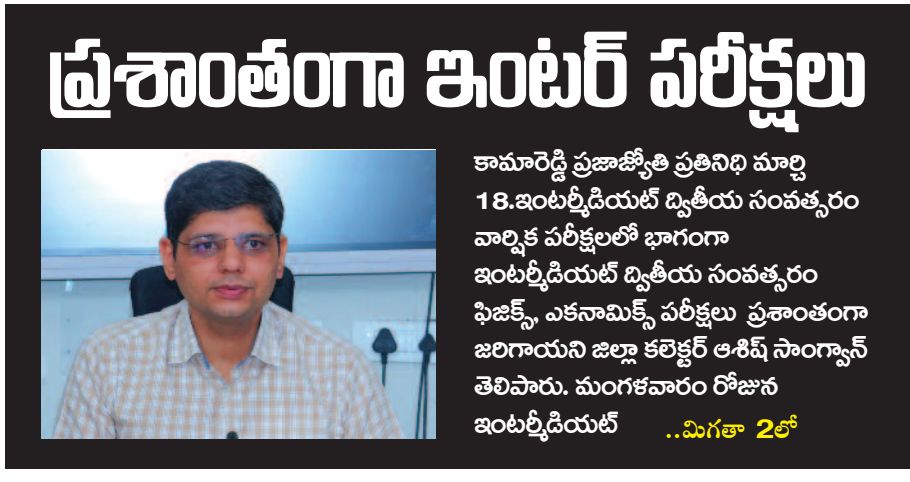 ప్రశాంతంగా ఇంటర్ పరీక్షలు
కామారెడ్డి ప్రజాజ్యోతి ప్రతినిధి మార్చి
18.ఇంటర్మీడియట్ ద్వితీయ సంవత్సరం
వార్షిక పరీక్షలలో భాగంగా
ఇంటర్మీడియట్ ద్వితీయ సంవత్సరం
ఫిజిక్స్, ఎకనామిక్స్ పరీక్షలు ప్రశాంతంగా
జరిగాయని జిల్లా కలెక్టర్ ఆశిష్ సాంగ్వాన్
తెలిపారు. మంగళవారం రోజున
ఇంటర్మీడియట్ ..మిగతా 2లో